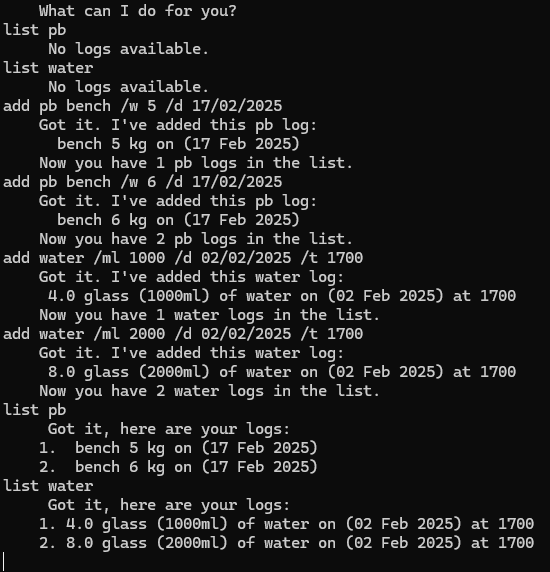 What can I do for you?
list pb
No logs available.
list water
No logs available.
add pb bench /w 5 /d 17/02/2025
Got it. I've added this pb log:
bench 5 kg on (17 Feb 2025)
Now you have 1 pb logs in the list.
add pb bench /w 6 /d 17/02/2025
Got it. I've added this pb log:
bench 6 kg on (17 Feb 2025)
Now you have 2 pb logs in the list.
add water /ml 1000 /d 02/02/2025 /t 1700
Got it. I've added this water log:
4.0 glass (1000ml) of water on (02 Feb 2025) at 1700
Now you have 1 water logs in the list.
add water /ml 2000 /d 02/02/2025 /t 1700
Got it. I've added this water log:
8.0 glass (2000ml) of water on (02 Feb 2025) at 1700
Now you have 2 water logs in the list.
list pb
Got it, here are your logs:
1.  bench 5 kg on (17 Feb 2025)
2.  bench 6 kg on (17 Feb 2025)
list water
Got it, here are your logs:
1. 4.0 glass (1000ml) of water on (02 Feb 2025) at 1700
2. 8.0 glass (2000ml) of water on (02 Feb 2025) at 1700